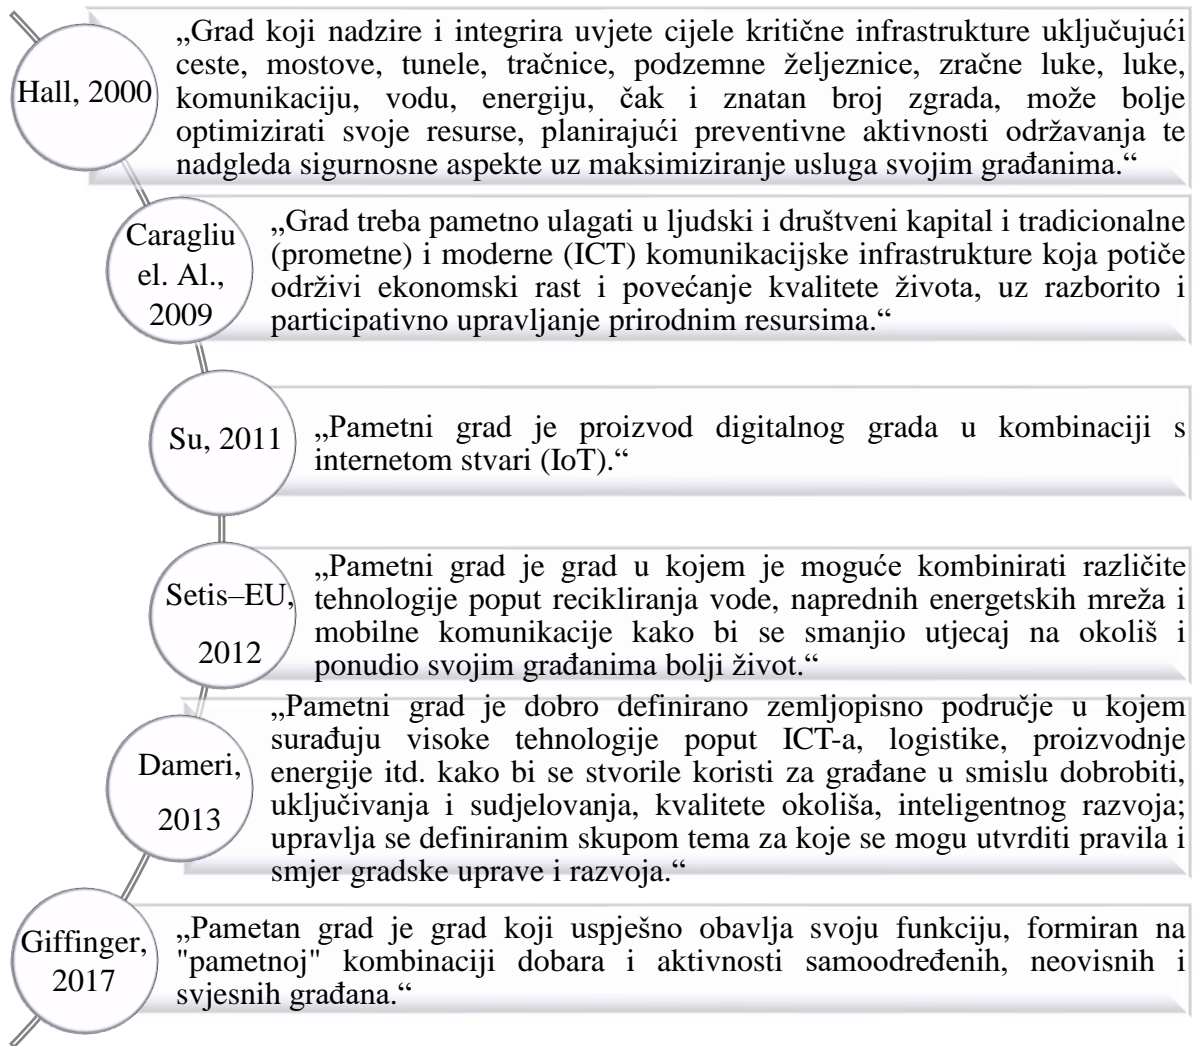 Hall, 2000
„Grad koji nadzire i integrira uvjete cijele kritične infrastrukture uključujući
ceste, mostove, tunele, tračnice, podzemne željeznice, zračne luke, luke,
komunikaciju, vodu, energiju, čak i znatan broj zgrada, može bolje
optimizirati svoje resurse, planirajući preventivne aktivnosti održavanja te
nadgleda sigurnosne aspekte uz maksimiziranje usluga svojim građanima.“
Caragliu
el. Al.,
2009
„Grad treba pametno ulagati u ljudski i društveni kapital i tradicionalne
(prometne) i moderne (ICT) komunikacijske infrastrukture koja potiče
održivi ekonomski rast i povećanje kvalitete života, uz razborito i
participativno upravljanje prirodnim resursima.“
Su, 2011
„Pametni grad je proizvod digitalnog grada u kombinaciji s
internetom stvari (IoT).“
Setis–EU,
2012
„Pametni grad je grad u kojem je moguće kombinirati različite
tehnologije poput recikliranja vode, naprednih energetskih mreža i
mobilne komunikacije kako bi se smanjio utjecaj na okoliš i
ponudio svojim građanima bolji život.“
Dameri,
2013
„Pametni grad je dobro definirano zemljopisno područje u kojem
surađuju visoke tehnologije poput ICT-a, logistike, proizvodnje
energije itd. kako bi se stvorile koristi za građane u smislu dobrobiti,
uključivanja i sudjelovanja, kvalitete okoliša, inteligentnog razvoja;
upravlja se definiranim skupom tema za koje se mogu utvrditi pravila i
smjer gradske uprave i razvoja.“
Giffinger,
2017
„Pametan grad je grad koji uspješno obavlja svoju funkciju, formiran na
"pametnoj" kombinaciji dobara i aktivnosti samoodređenih, neovisnih i
svjesnih građana.“